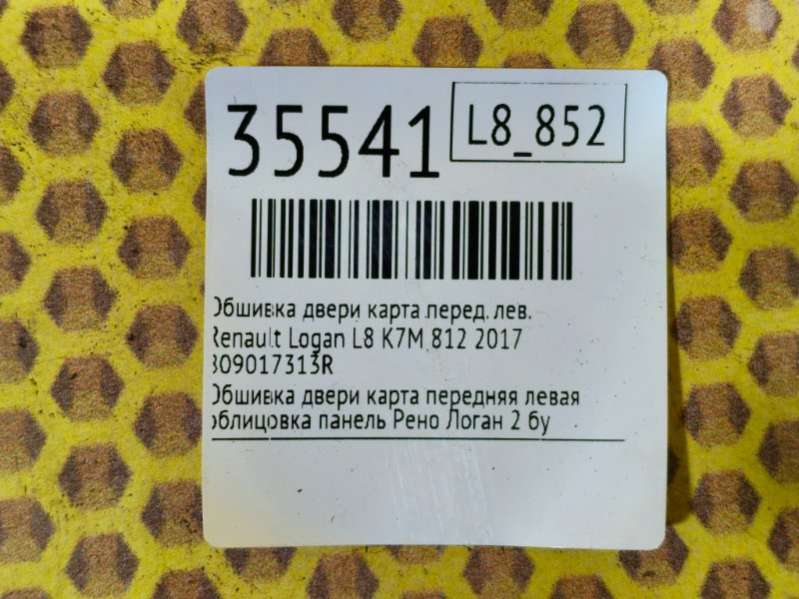 35541
L8_852
Обшивка двери карта перед. лев.
Renault Logan L8 K7M 812 2017
809017313R
Обшивка двери карта передняя левая
облицовка панель Рено Логан 2 бу